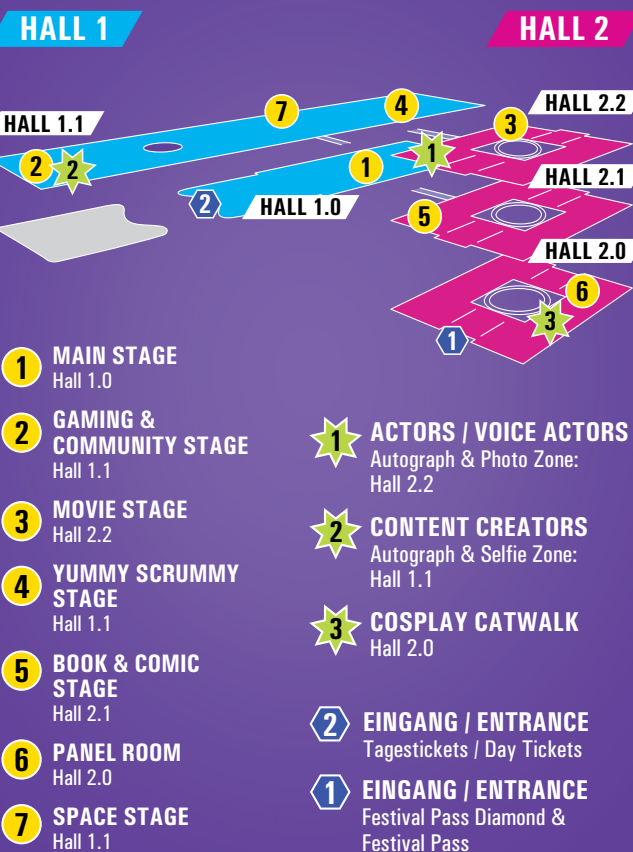 HALL 1
HALL 2
7
4
3
HALL 2.2
HALL 1.1
2
2
1
1
HALL 2.1
2
HALL 1.0
5
HALL 2.0
6
3
1
1
MAIN STAGE
Hall 1.0
2
GAMING &
COMMUNITY STAGE
Hall 1.1
3
MOVIE STAGE
Hall 2.2
4
YUMMY SCRUMMY
STAGE
Hall 1.1
5
BOOK & COMIC
STAGE
Hall 2.1
6
PANEL ROOM
Hall 2.0
7
SPACE STAGE
Hall 1.1
1
ACTORS / VOICE ACTORS
Autograph & Photo Zone:
Hall 2.2
2
CONTENT CREATORS
Autograph & Selfie Zone:
Hall 1.1
3
COSPLAY CATWALK
Hall 2.0
2
EINGANG / ENTRANCE
Tagestickets / Day Tickets
1
EINGANG / ENTRANCE
Festival Pass Diamond &
Festival Pass